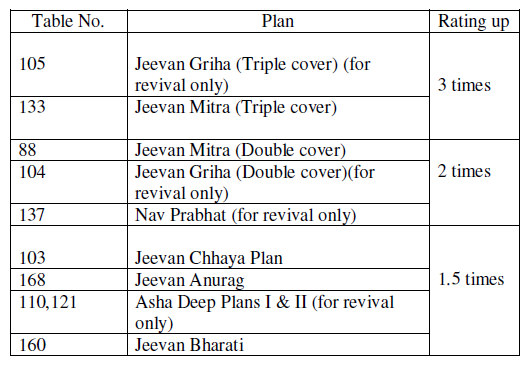 Table No. Plan Rating up
105 Jeevan Griha (Triple cover) (for
revival only)
3 times
133 Jeevan Mitra (Triple cover)
88 Jeevan Mitra (Double cover)
104 Jeevan Griha (Double cover)(for
revival only)
2 times
137 Nav Prabhat (for revival only)
103 Jeevan Chhaya Plan
168 Jeevan Anurag
1.5 times
110,121 Asha Deep Plans I & II (for revival
only)
160 Jeevan Bharati